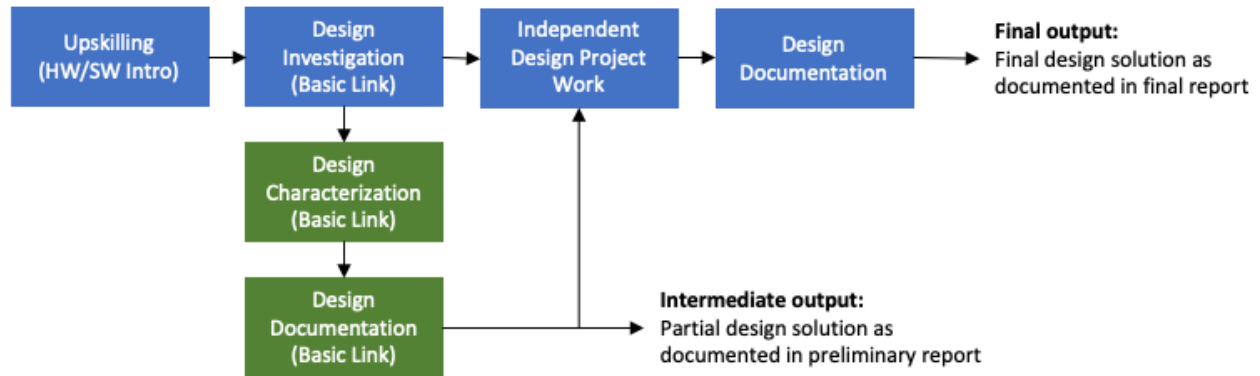 Upskilling
(HW/SW Intro)
Design
Investigation
(Basic Link)
Independent
Design Project
Work
Design
Documentation
Final output:
Final design solution as
documented in final report
Design
Characterization
(Basic Link)
Design
Documentation
(Basic Link)
Intermediate output:
Partial design solution as
documented in preliminary report